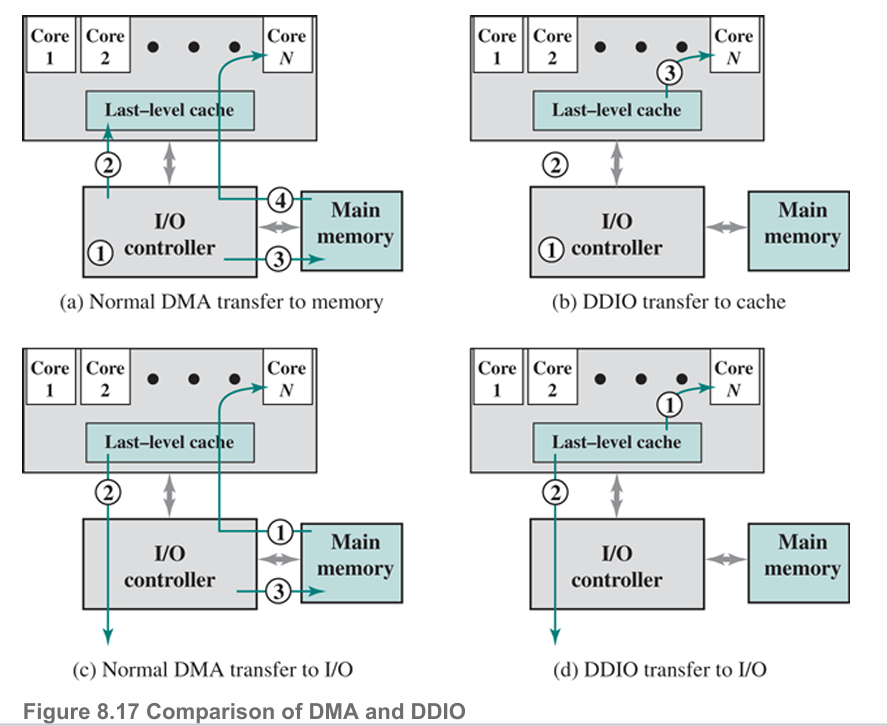 Core Core Core
1 2 N
Last–level cache
2
4
I/O
controller
1
3
Main
memory
(a) Normal DMA transfer to memory
Core Core Core
1 2 N
3
Last–level cache
2
I/O
controller
1
Main
memory
(b) DDIO transfer to cache
Core Core Core
1 2 N
Last–level cache
2
1
I/O
controller
3
Main
memory
(c) Normal DMA transfer to I/O
Core Core Core
1 2 N
1
Last–level cache
2
I/O
controller
Main
memory
(d) DDIO transfer to I/O
Figure 8.17 Comparison of DMA and DDIO